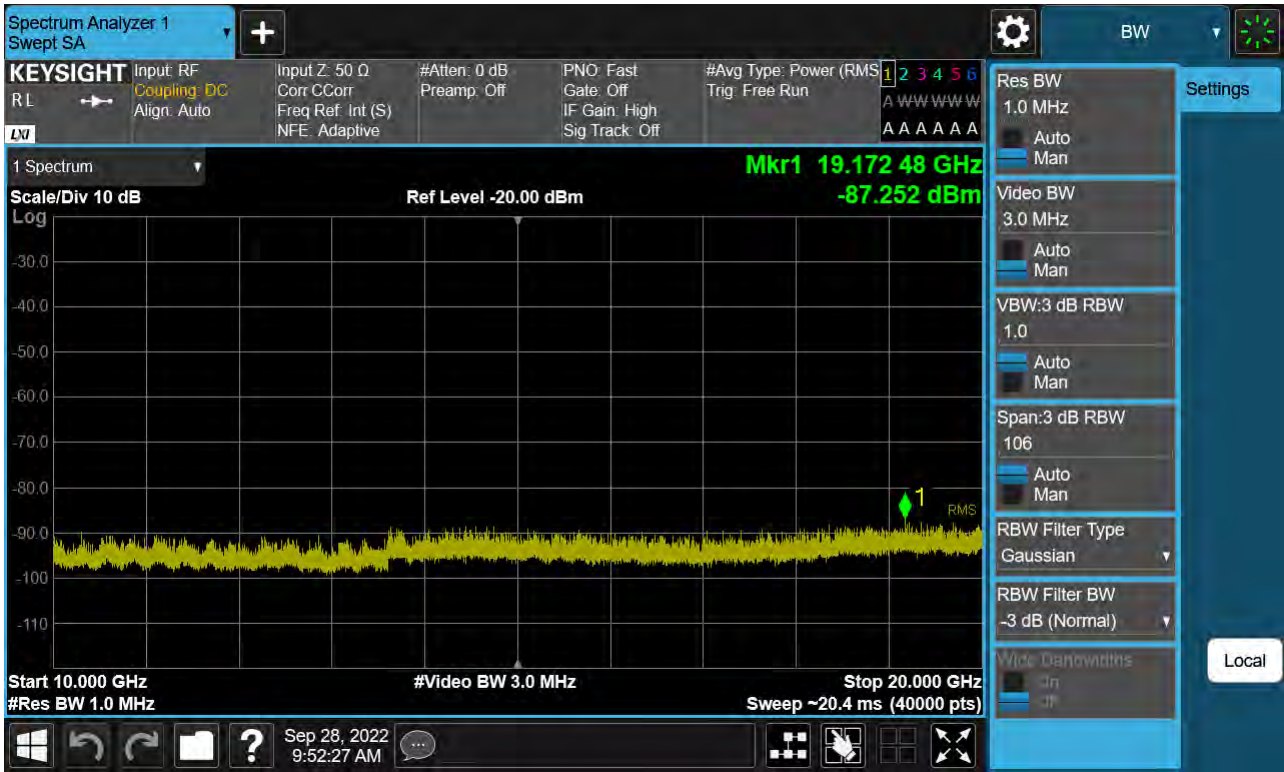 Spectrum Analyzer 1
Swept SA
BW
KEYSIGHT
RL
LXI
Input: RF
Coupling: DC
Align: Auto
Input Z: 50 Ω
Corr CCorr
Freq Ref: Int (S)
NFE: Adaptive
#Atten: 0 dB
Preamp: Off
PNO: Fast
Gate: Off
IF Gain: High
Sig Track: Off
#Avg Type: Power (RMS
Trig: Free Run
1 2 3 4 5 6
A W W W W W
A A A A A A
1 Spectrum
Mkr1 19.172 48 GHz
Scale/Div 10 dB
Ref Level -20.00 dBm
-87.252 dBm
Log
-30.0
-40.0
-50.0
-60.0
-70.0
-80.0
-90.0
-100
-110
1
RMS
Start 10.000 GHz
#Video BW 3.0 MHz
Stop 20.000 GHz
#Res BW 1.0 MHz
Sweep ~20.4 ms (40000 pts)
Res BW
1.0 MHz
Auto
Man
Video BW
3.0 MHz
Auto
Man
VBW:3 dB RBW
1.0
Auto
Man
Span:3 dB RBW
106
Auto
Man
RBW Filter Type
Gaussian
RBW Filter BW
-3 dB (Normal)
Settings
Local
?
Sep 28, 2022
9:52:27 AM